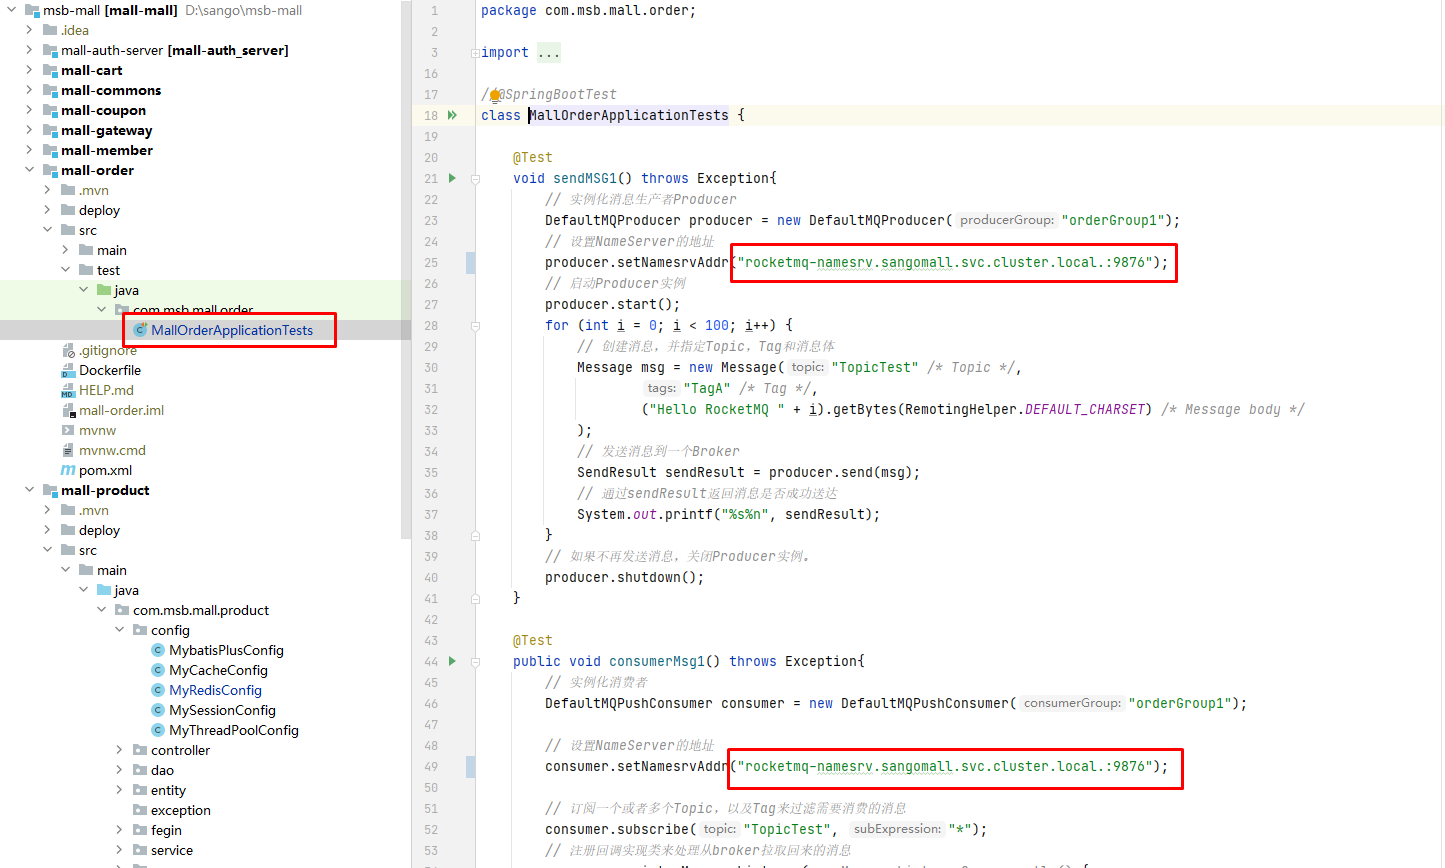 msb-mall [mall-mall] D:\sango\msb-mall
.idea
mall-auth-server [mall-auth_server]
mall-cart
mall-commons
mall-coupon
mall-gateway
mall-member
mall-order
.mvn
deploy
src
main
test
java
com.msb.mall.order
MallOrderApplicationTests
.gitignore
Dockerfile
HELP.md
mall-order.iml
mvnw
mvnw.cmd
pom.xml
mall-product
.mvn
deploy
src
main
java
com.msb.mall.product
config
MybatisPlusConfig
MyCacheConfig
MyRedisConfig
MySessionConfig
MyThreadPoolConfig
controller
dao
entity
exception
fegin
service
1 package com.msb.mall.order;
2
3 import ...
16
17 //@SpringBootTest
18 class MallOrderApplicationTests {
19
20 @Test
21 void sendMSG1() throws Exception{
22 // 实例化消息生产者Producer
23 DefaultMQProducer producer = new DefaultMQProducer( producerGroup: "orderGroup1");
24 // 设置NameServer的地址
25 producer.setNamesrvAddr("rocketmq-namesrv.sangomall.svc.cluster.local.:9876");
26 // 启动Producer实例
27 producer.start();
28 for (int i = 0; i < 100; i++) {
29 // 创建消息，并指定Topic，Tag和消息体
30 Message msg = new Message( topic: "TopicTest" /* Topic */,
31 tags: "TagA" /* Tag */,
32 ("Hello RocketMQ " + i).getBytes(RemotingHelper.DEFAULT_CHARSET) /* Message body */
33 );
34 // 发送消息到一个Broker
35 SendResult sendResult = producer.send(msg);
36 // 通过sendResult返回消息是否成功送达
37 System.out.printf("%s%n", sendResult);
38 }
39 // 如果不再发送消息，关闭Producer实例。
40 producer.shutdown();
41 }
42
43 @Test
44 public void consumerMsg1() throws Exception{
45 // 实例化消费者
46 DefaultMQPushConsumer consumer = new DefaultMQPushConsumer( consumerGroup: "orderGroup1");
47
48 // 设置NameServer的地址
49 consumer.setNamesrvAddr("rocketmq-namesrv.sangomall.svc.cluster.local.:9876");
50
51 // 订阅一个或者多个Topic，以及Tag来过滤需要消费的消息
52 consumer.subscribe( topic: "TopicTest", subExpression: "*");
53 // 注册回调实现类来处理从broker拉取回来的消息